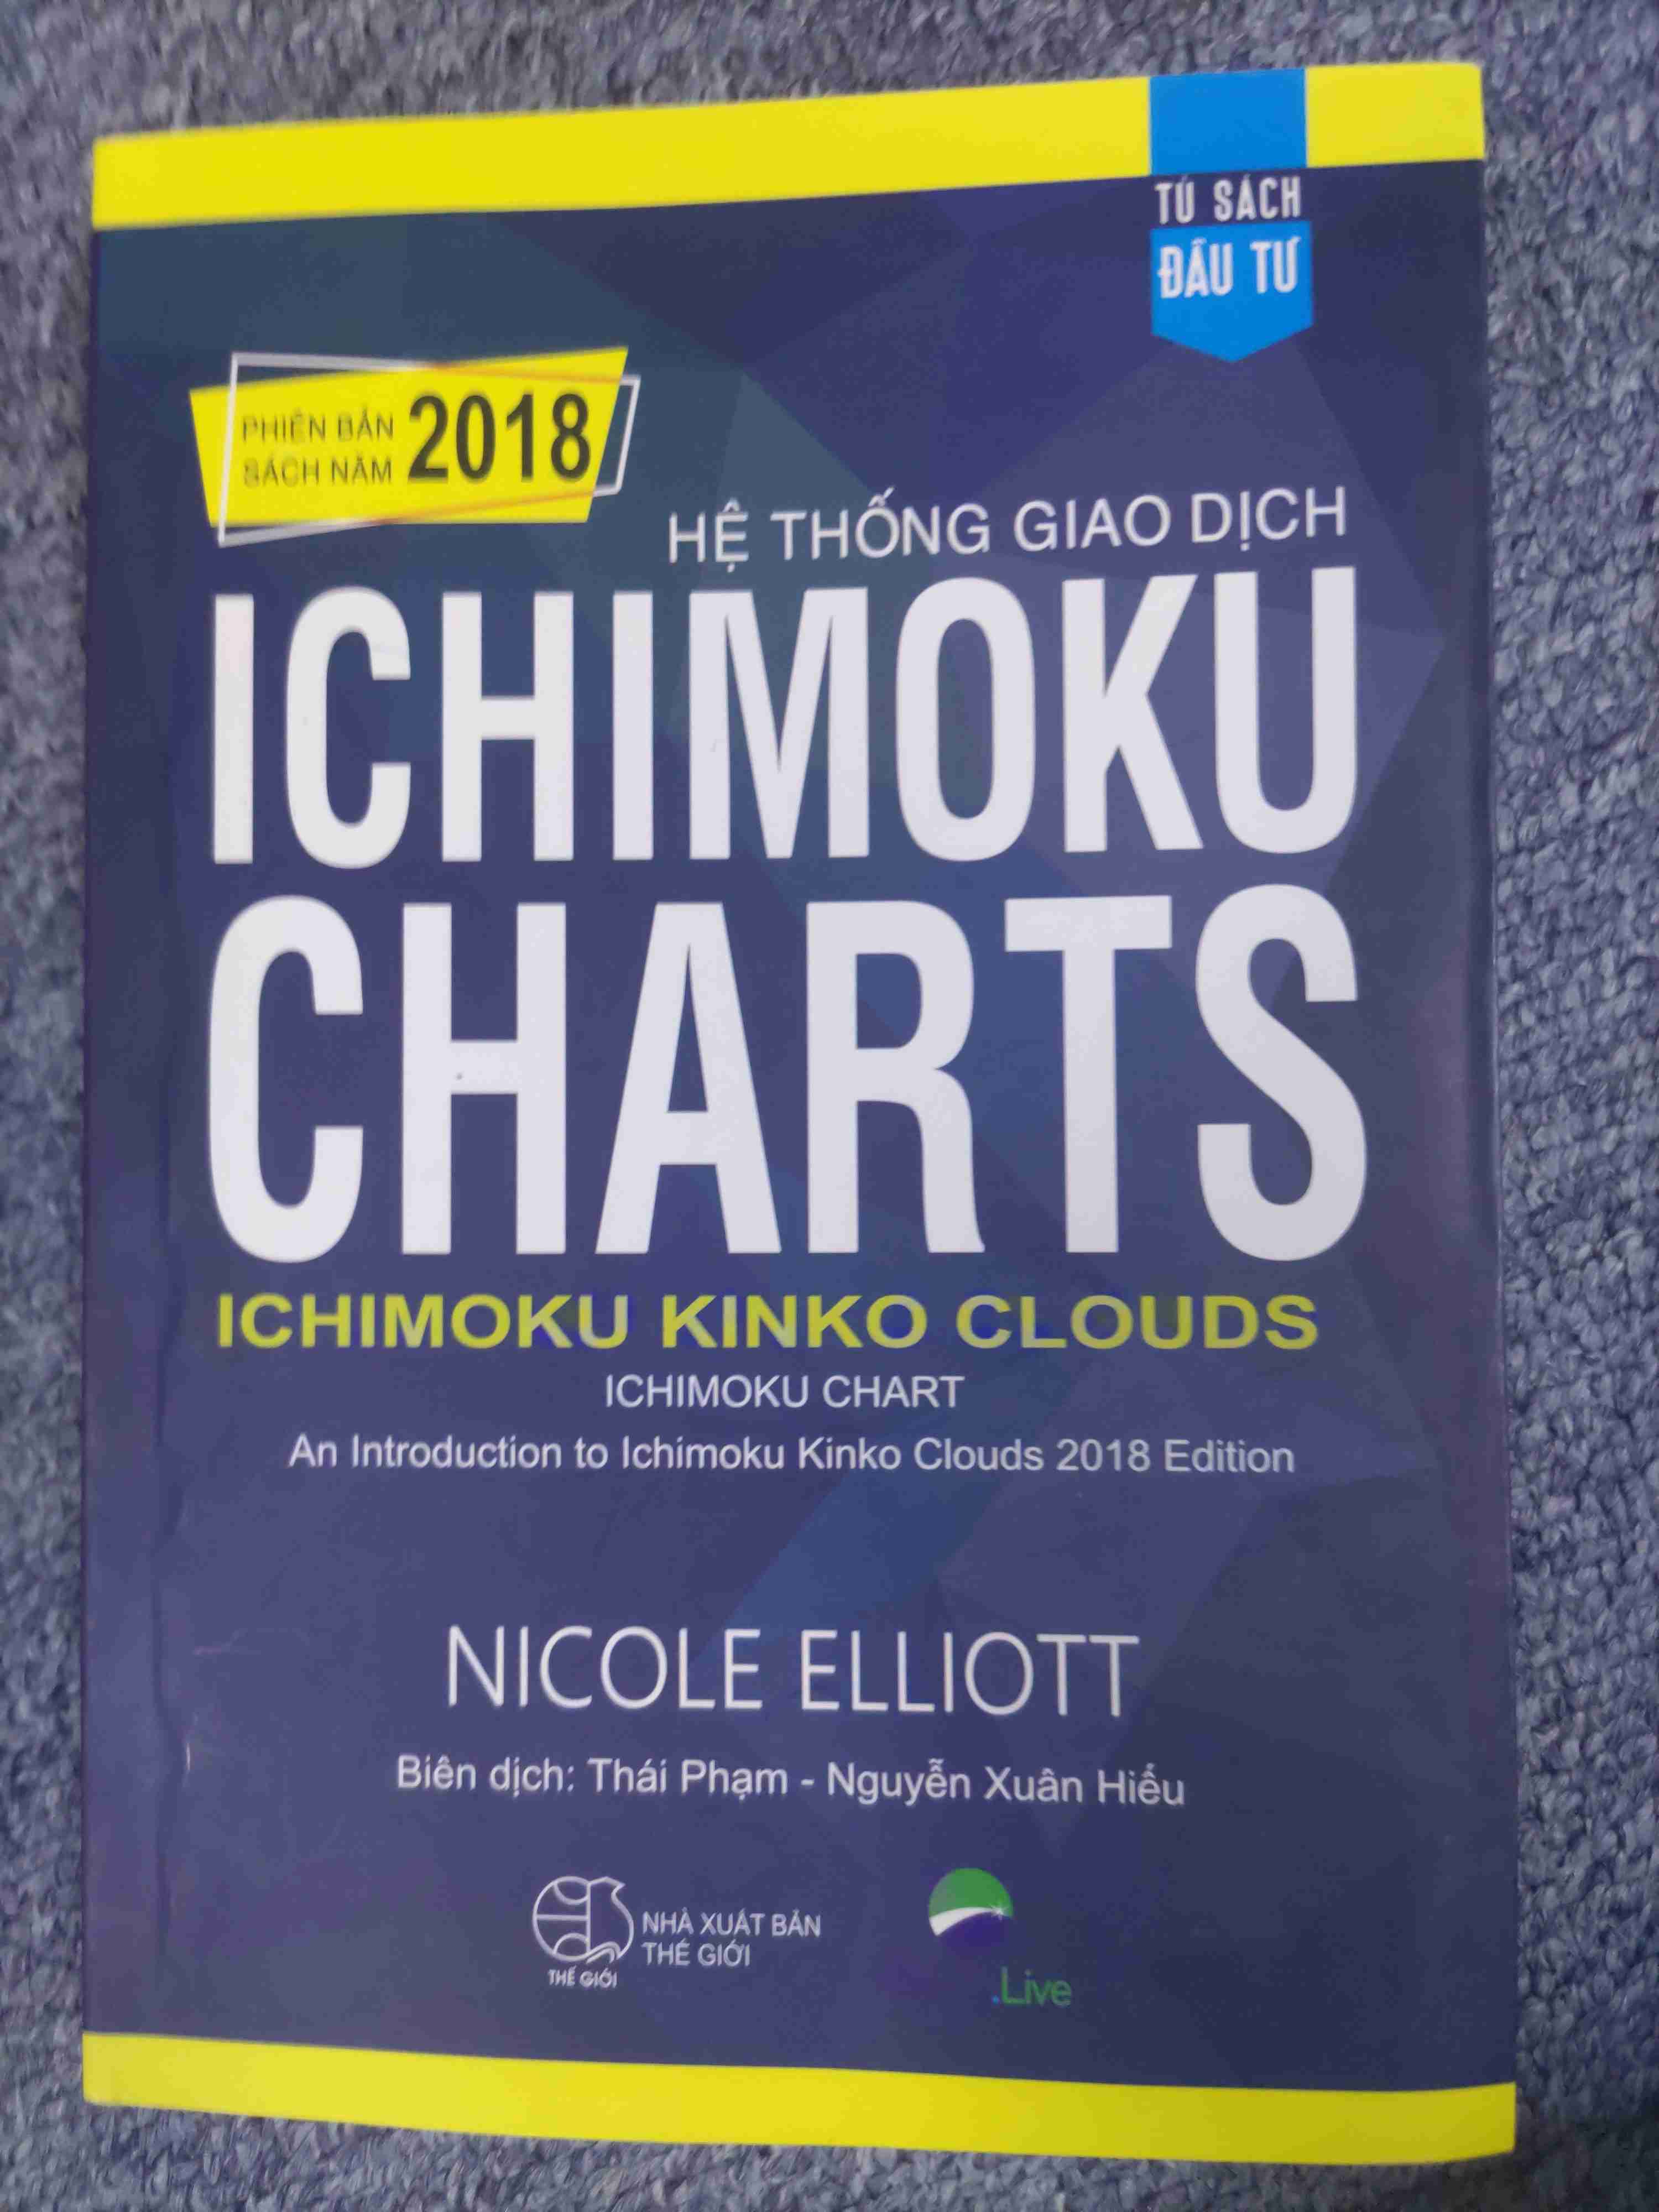 TỦ SÁCH
ĐẦU TƯ
PHIÊN BẢN
SÁCH NĂM 2018
HỆ THỐNG GIAO DỊCH
ICHIMOKU
CHARTS
ICHIMOKU KINKO CLOUDS
ICHIMOKU CHART
An Introduction to Ichimoku Kinko Clouds 2018 Edition
NICOLE ELLIOTT
Biên dịch: Thái Phạm - Nguyễn Xuân Hiếu
NHÀ XUẤT BẢN
THẾ GIỚI
THẾ GIỚI
.Live